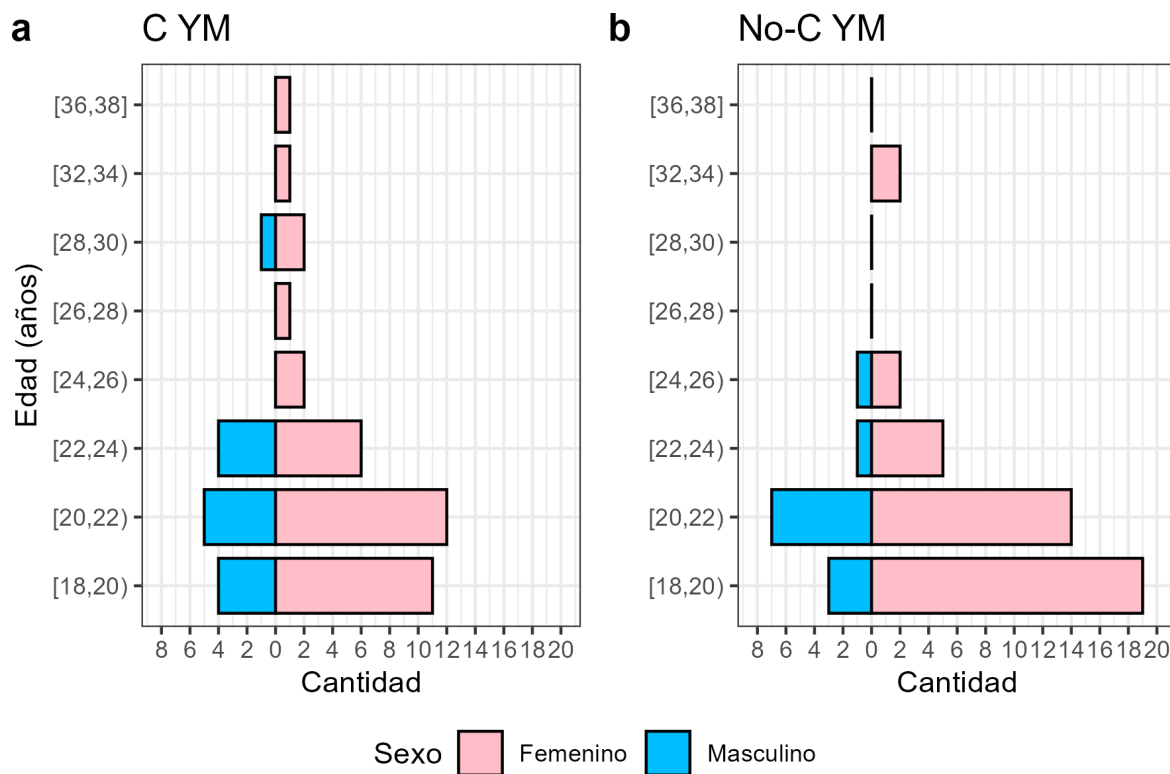 a C YM
[36,38]
[32,34)
[28,30)
[26,28)
[24,26)
[22,24)
[20,22)
[18,20)
Edad (años)
8 6 4 2 0 2 4 6 8 10 12 14 16 18 20
Cantidad
b No-C YM
[36,38]
[32,34)
[28,30)
[26,28)
[24,26)
[22,24)
[20,22)
[18,20)
8 6 4 2 0 2 4 6 8 10 12 14 16 18 20
Cantidad
Sexo Femenino Masculino